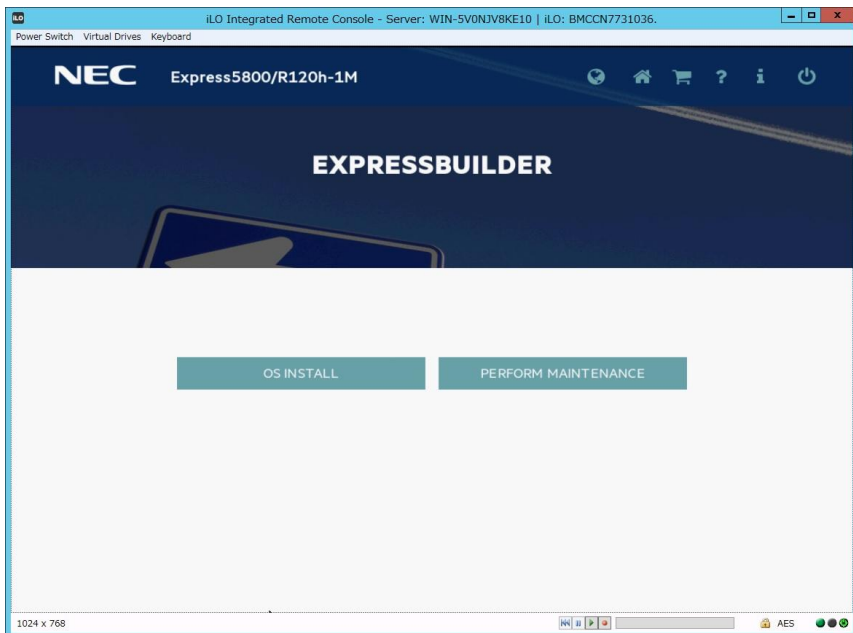 iLO Integrated Remote Console - Server: WIN-5V0NJV8KE10 | iLO: BMCCN7731036.
Power Switch Virtual Drives Keyboard
NEC Express5800/R120h-1M
EXPRESSBUILDER
OS INSTALL PERFORM MAINTENANCE
1024 x 768 AES